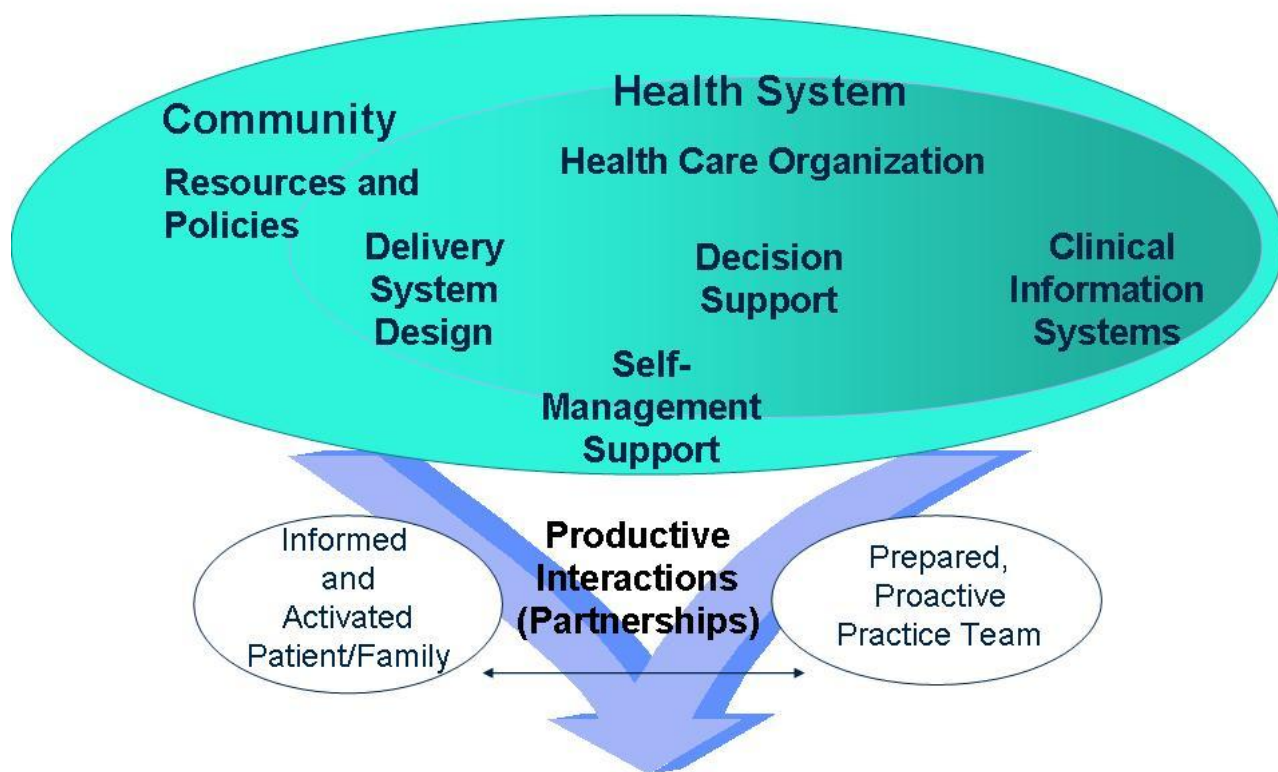 Health System
Community
Health Care Organization
Resources and
Policies
Delivery
System
Design
Decision
Support
Clinical
Information
Systems
Self-
Management
Support
Informed
and
Activated
Patient/Family
Productive
Interactions
(Partnerships)
Prepared,
Proactive
Practice Team